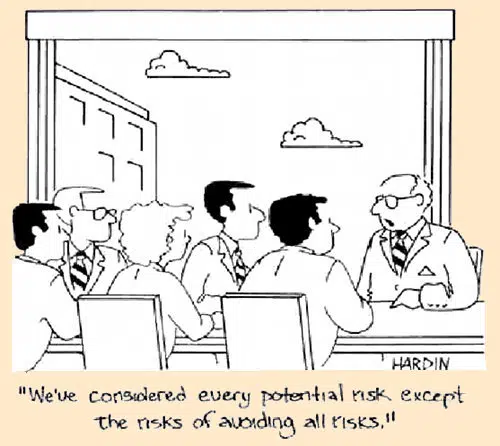 HARDIN
"We've considered every potential risk except
the risks of avoiding all risks."